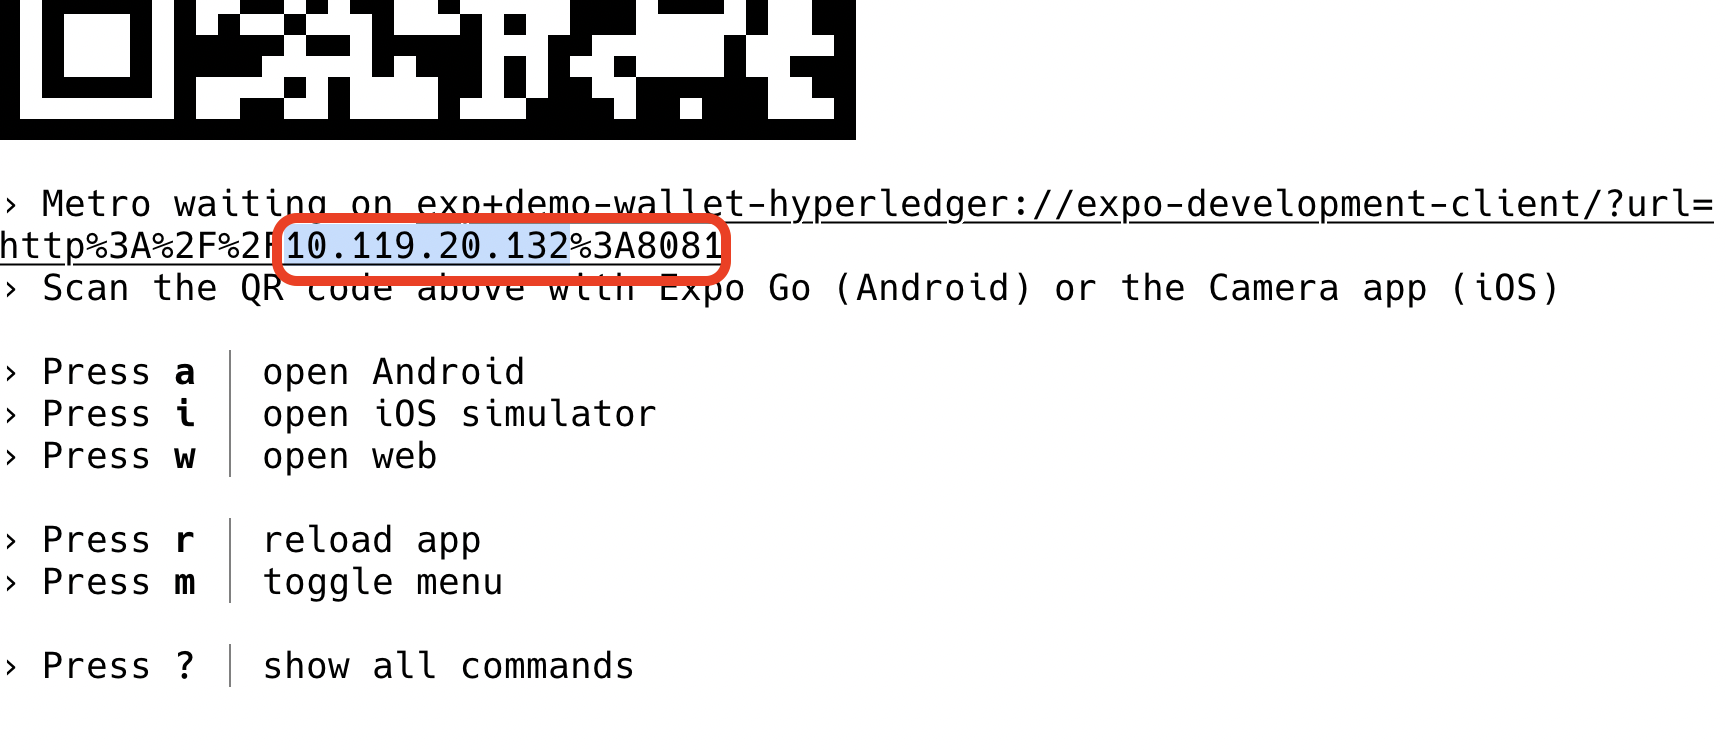 › Metro waiting on exp+demo-wallet-hyperledger://expo-development-client/?url=
http%3A%2F%2F10.119.20.132%3A8081
› Scan the QR code above with Expo Go (Android) or the Camera app (iOS)
› Press a │ open Android
› Press i │ open iOS simulator
› Press w │ open web
› Press r │ reload app
› Press m │ toggle menu
› Press ? │ show all commands